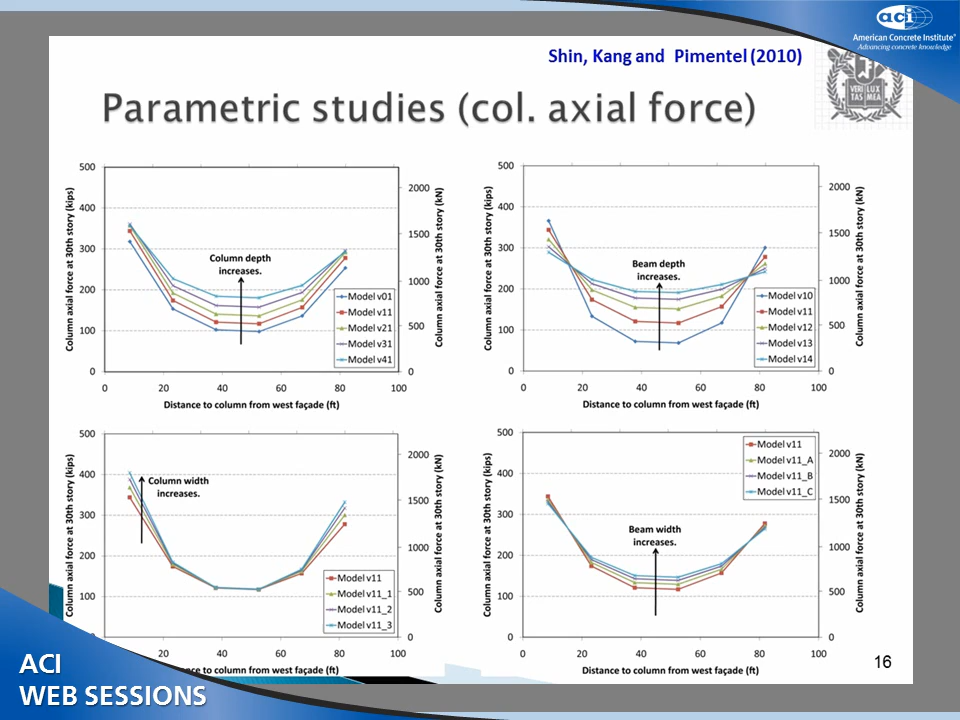 aci
American Concrete Institute®
Advancing concrete knowledge
Shin, Kang and Pimentel (2010)
VERI LUX
TAS MEA
Parametric studies (col. axial force)
Column axial force at 30th story (kips)
500
400
300
200
100
0
0 20 40 60 80 100
Distance to column from west façade (ft)
2000
1500
1000
500
0
Column axial force at 30th story (kN)
Column depth
increases.
Model v01
Model v11
Model v21
Model v31
Model v41
Column axial force at 30th story (kips)
500
400
300
200
100
0
0 20 40 60 80 100
Distance to column from west façade (ft)
2000
1500
1000
500
0
Column axial force at 30th story (kN)
Beam depth
increases.
Model v10
Model v11
Model v12
Model v13
Model v14
Column axial force at 30th story (kips)
500
400
300
200
100
20 40 60 80 100
ce to column from west façade (ft)
2000
1500
1000
500
0
Column axial force at 30th story (kN)
Column width
increases.
Model v11
Model v11_1
Model v11_2
Model v11_3
Column axial force at 30th story (kips)
500
400
300
200
100
0
0 20 40 60 80 100
Distance to column from west façade (ft)
2000
1500
1000
500
0
Column axial force at 30th story (kN)
Beam width
increases.
Model v11
Model v11_A
Model v11_B
Model v11_C
16
ACI
WEB SESSIONS